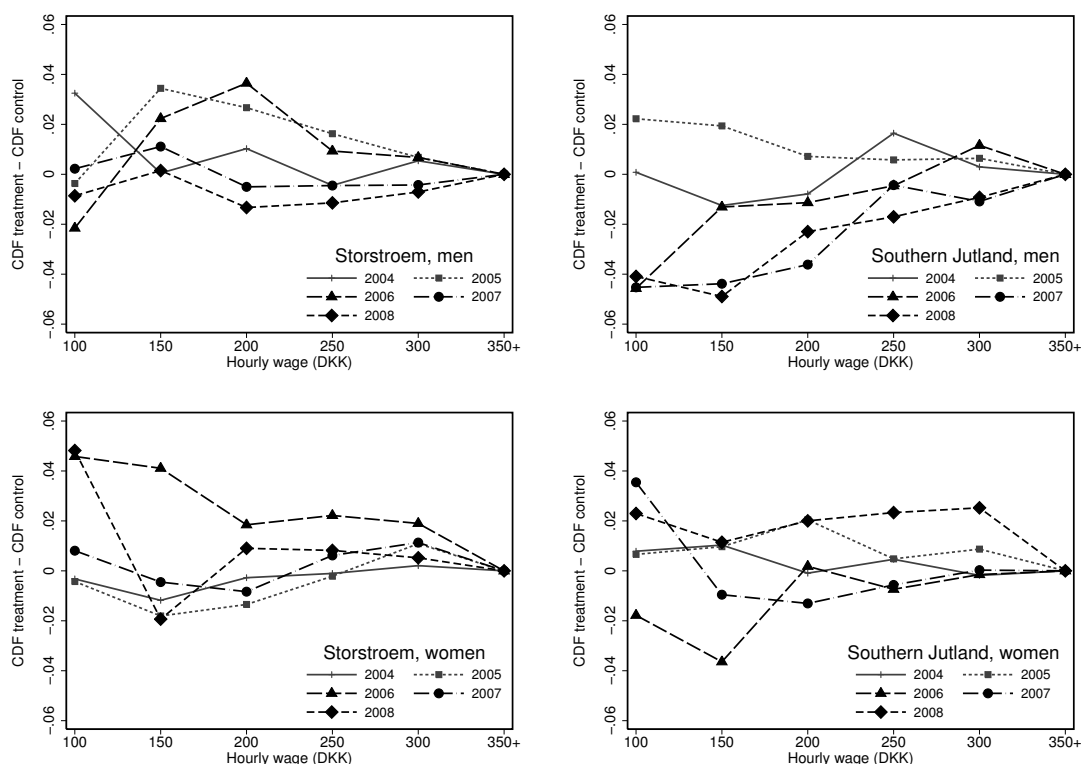 CDF treatment − CDF control
.06
.04
.02
0
−.02
−.04
−.06
Storstroem, men
2004 2005
2006 2007
2008
100 150 200 250 300 350+
Hourly wage (DKK)
CDF treatment − CDF control
.06
.04
.02
0
−.02
−.04
−.06
Southern Jutland, men
2004 2005
2006 2007
2008
100 150 200 250 300 350+
Hourly wage (DKK)
CDF treatment − CDF control
.06
.04
.02
0
−.02
−.04
−.06
Storstroem, women
2004 2005
2006 2007
2008
100 150 200 250 300 350+
Hourly wage (DKK)
CDF treatment − CDF control
.06
.04
.02
0
−.02
−.04
−.06
Southern Jutland, women
2004 2005
2006 2007
2008
100 150 200 250 300 350+
Hourly wage (DKK)